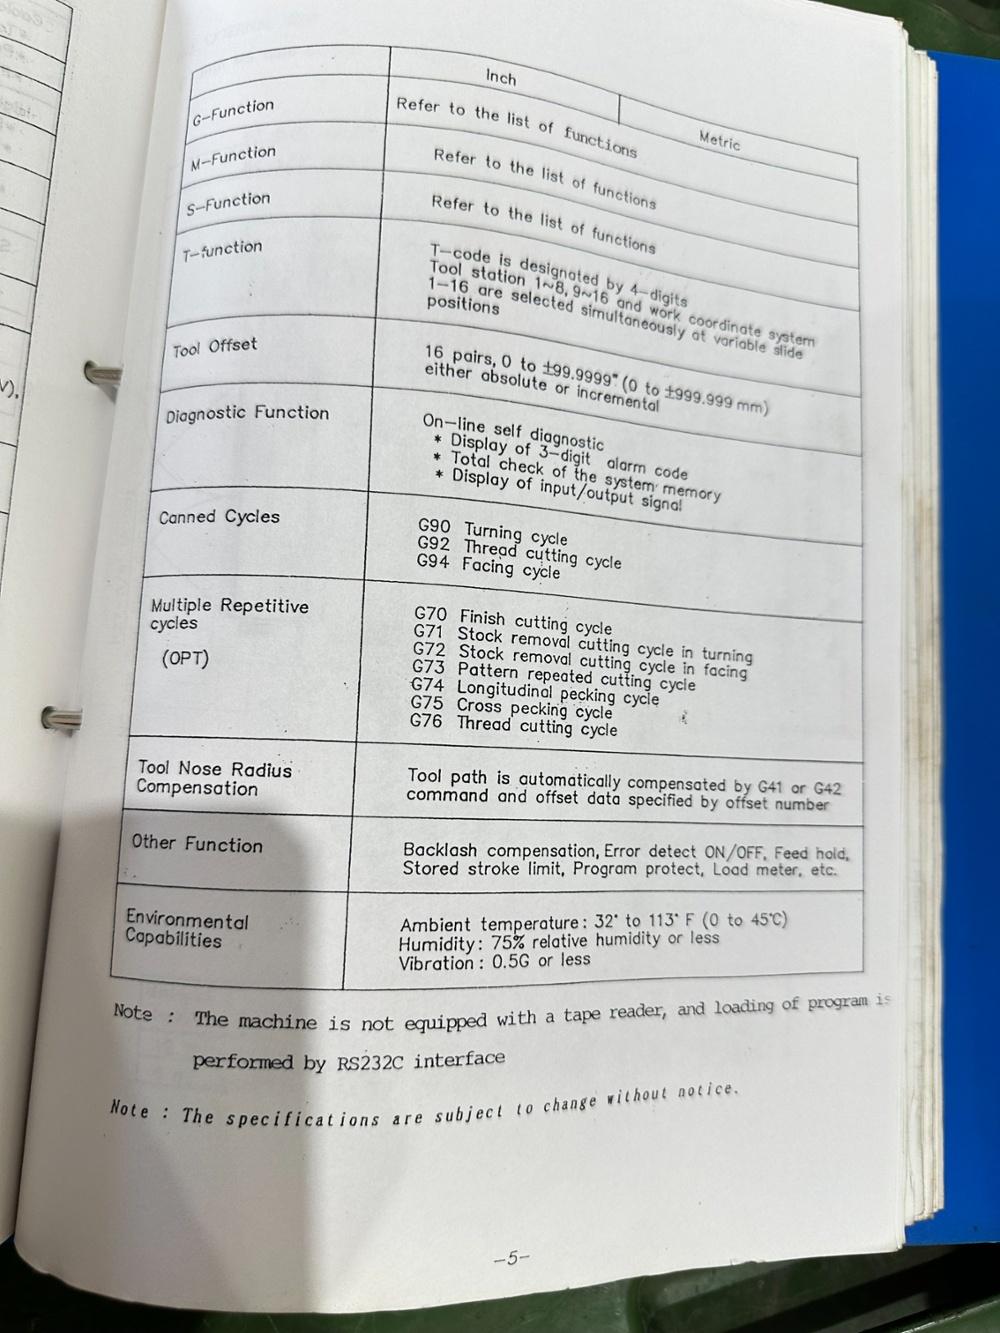 Inch
Metric
G-Function
Refer to the list of functions
M-Function
Refer to the list of functions
S-Function
Refer to the list of functions
T-function
T-code is designated by 4-digits
Tool station 1~8, 9~16 and work coordinate system
1-16 are selected simultaneously at variable slide
positions
Tool Offset
16 pairs, 0 to ±99.9999" (0 to ±999.999 mm)
either absolute or incremental
Diagnostic Function
On-line self diagnostic
* Display of 3-digit alarm code
* Total check of the system memory
* Display of input/output signal
Canned Cycles
G90 Turning cycle
G92 Thread cutting cycle
G94 Facing cycle
Multiple Repetitive
cycles
(OPT)
G70 Finish cutting cycle
G71 Stock removal cutting cycle in turning
G72 Stock removal cutting cycle in facing
G73 Pattern repeated cutting cycle
G74 Longitudinal pecking cycle
G75 Cross pecking cycle
G76 Thread cutting cycle
Tool Nose Radius
Compensation
Tool path is automatically compensated by G41 or G42
command and offset data specified by offset number
Other Function
Backlash compensation, Error detect ON/OFF, Feed hold,
Stored stroke limit, Program protect, Load meter, etc.
Environmental
Capabilities
Ambient temperature: 32° to 113° F (0 to 45°C)
Humidity: 75% relative humidity or less
Vibration: 0.5G or less
Note : The machine is not equipped with a tape reader, and loading of program is
performed by RS232C interface
Note : The specifications are subject to change without notice.
-5-
V).